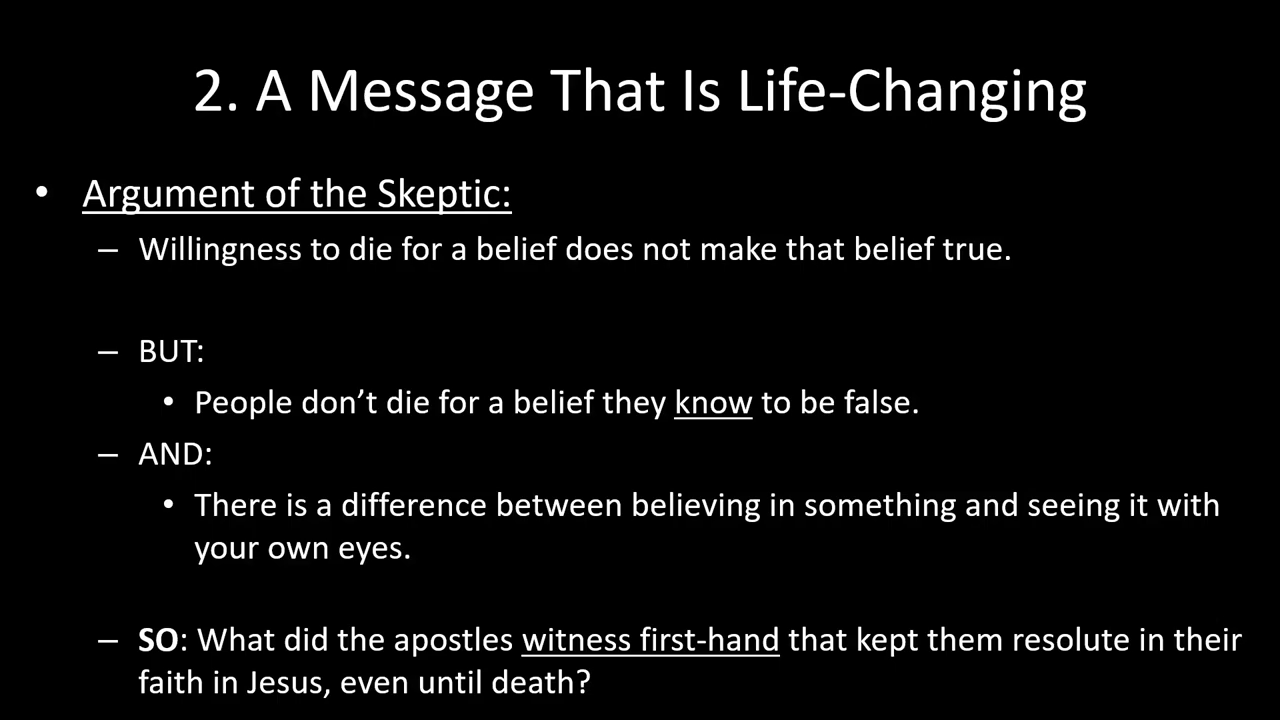 2. A Message That Is Life-Changing
• Argument of the Skeptic:
– Willingness to die for a belief does not make that belief true.
– BUT:
• People don’t die for a belief they know to be false.
– AND:
• There is a difference between believing in something and seeing it with
your own eyes.
– SO: What did the apostles witness first-hand that kept them resolute in their
faith in Jesus, even until death?